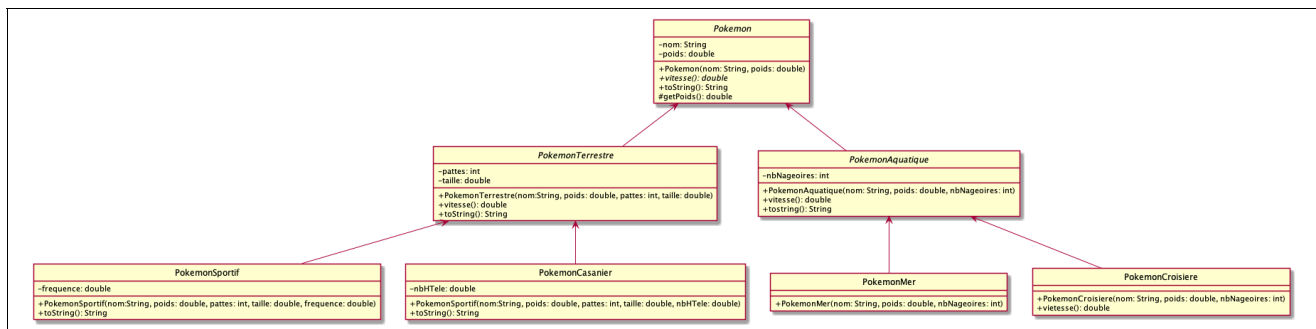 Pokemon
-nom: String
-poids: double
+Pokemon(nom: String, poids: double)
+vitesse(): double
+toString(): String
#getPoids(): double
PokemonTerrestre
-pattes: int
-taille: double
+PokemonTerrestre(nom:String, poids: double, pattes: int, taille: double)
+vitesse(): double
+toString(): String
PokemonAquatique
-nbNageoires: int
+PokemonAquatique(nom: String, poids: double, nbNageoires: int)
+vitesse(): double
+tostring(): String
PokemonSportif
-frequence: double
+PokemonSportif(nom:String, poids: double, pattes: int, taille: double, frequence: double)
+toString(): String
PokemonCasanier
-nbHTele: double
+PokemonSportif(nom:String, poids: double, pattes: int, taille: double, nbHTele: double)
+toString(): String
PokemonMer
+PokemonMer(nom: String, poids: double, nbNageoires: int)
PokemonCroisiere
+PokemonCroisiere(nom: String, poids: double, nbNageoires: int)
+vietesse(): double